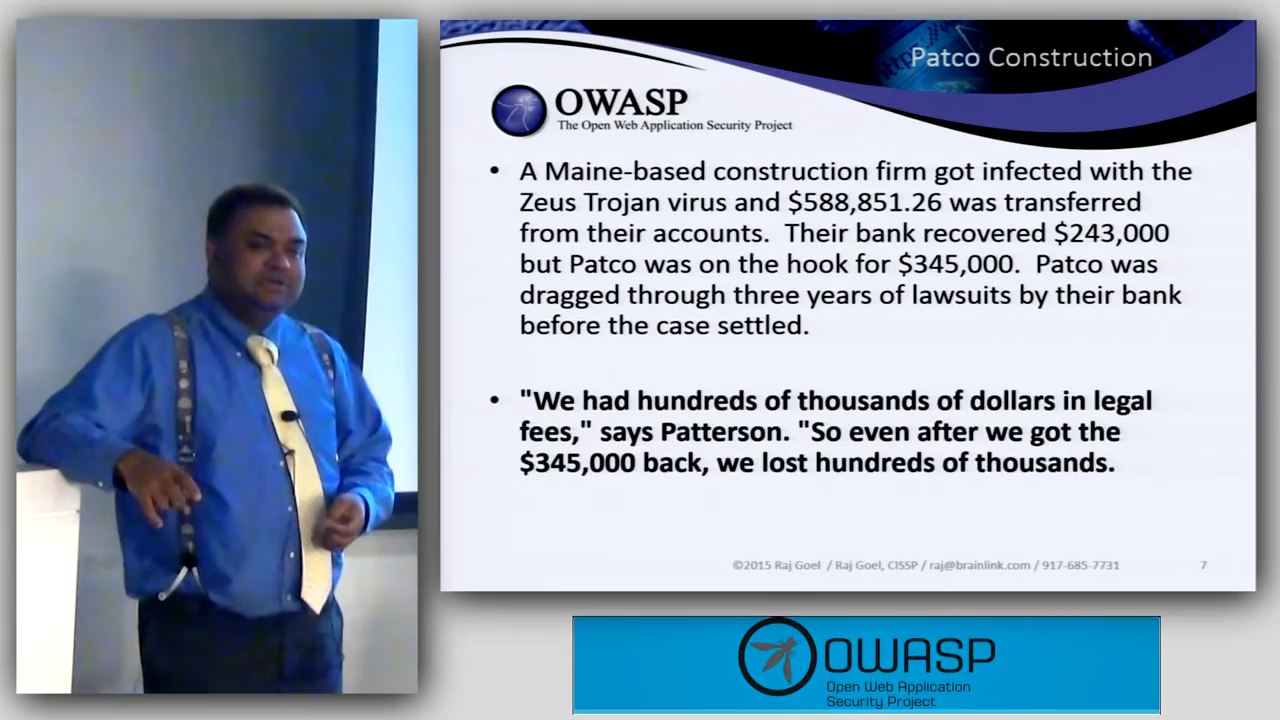 Patco Construction
OWASP
The Open Web Application Security Project
• A Maine-based construction firm got infected with the
Zeus Trojan virus and $588,851.26 was transferred
from their accounts.  Their bank recovered $243,000
but Patco was on the hook for $345,000.  Patco was
dragged through three years of lawsuits by their bank
before the case settled.
• "We had hundreds of thousands of dollars in legal
fees," says Patterson. "So even after we got the
$345,000 back, we lost hundreds of thousands.
©2015 Raj Goel  / Raj Goel, CISSP / raj@brainlink.com / 917-685-7731
7
OWASP
Open Web Application
Security Project